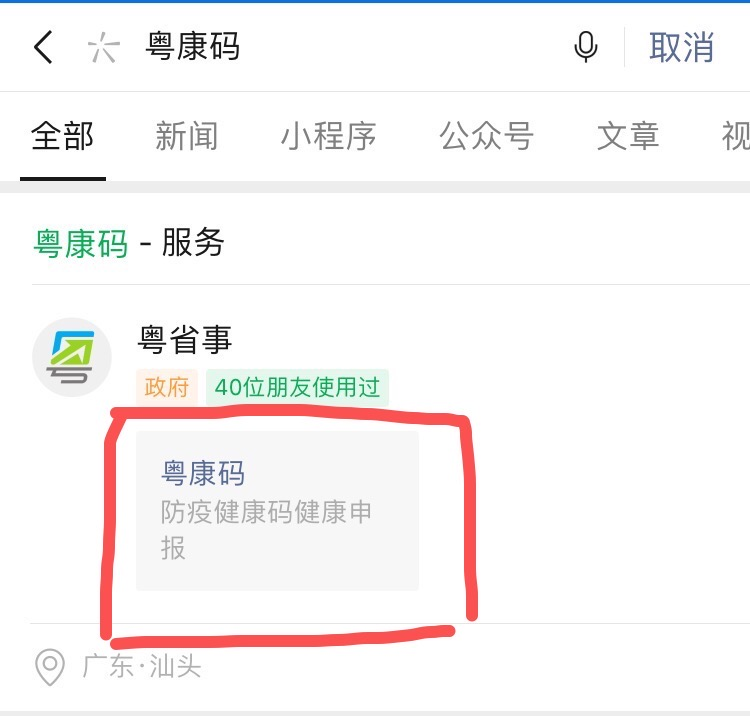 粤康码 取消
全部 新闻 小程序 公众号 文章 视
粤康码 - 服务
粤省事
政府 40位朋友使用过
粤康码
防疫健康码健康申
报
广东·汕头